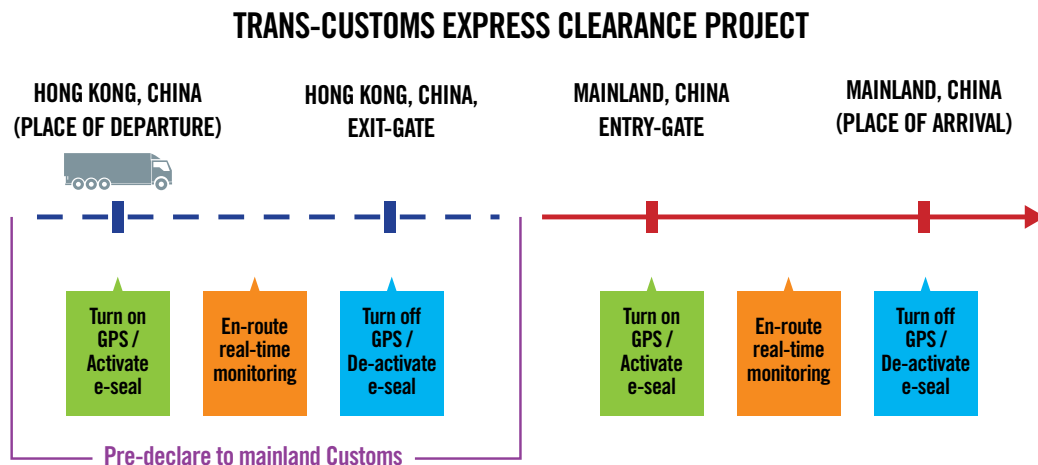 TRANS-CUSTOMS EXPRESS CLEARANCE PROJECT
HONG KONG, CHINA
(PLACE OF DEPARTURE)
HONG KONG, CHINA,
EXIT-GATE
MAINLAND, CHINA
ENTRY-GATE
MAINLAND, CHINA
(PLACE OF ARRIVAL)
Turn on
GPS /
Activate
e-seal
En-route
real-time
monitoring
Turn off
GPS /
De-activate
e-seal
Turn on
GPS /
Activate
e-seal
En-route
real-time
monitoring
Turn off
GPS /
De-activate
e-seal
Pre-declare to mainland Customs